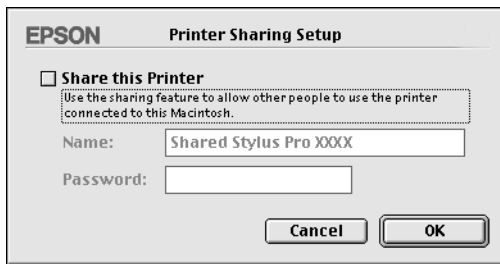 EPSON Printer Sharing Setup
Share this Printer
Use the sharing feature to allow other people to use the printer
connected to this Macintosh.
Name: Shared Stylus Pro XXXX
Password:
Cancel OK